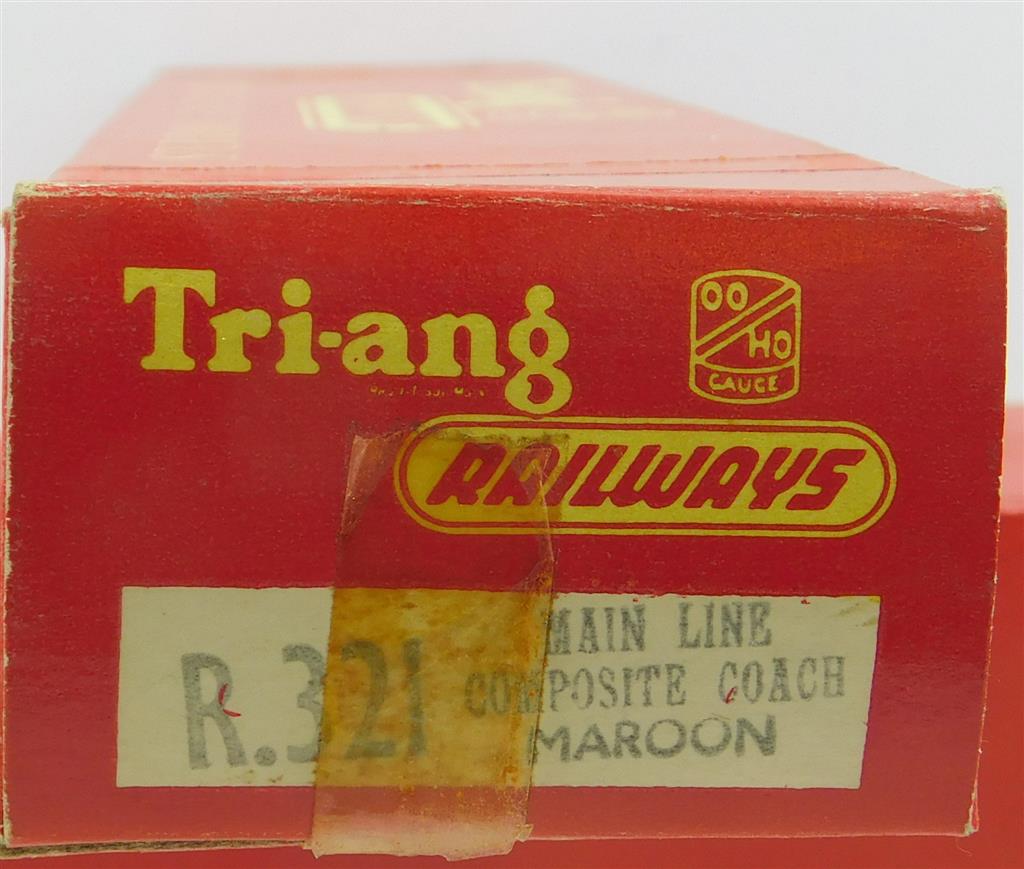 Tri-ang
OO
HO
GAUGE
RAILWAYS
MAIN LINE
R.321
COMPOSITE COACH
MAROON